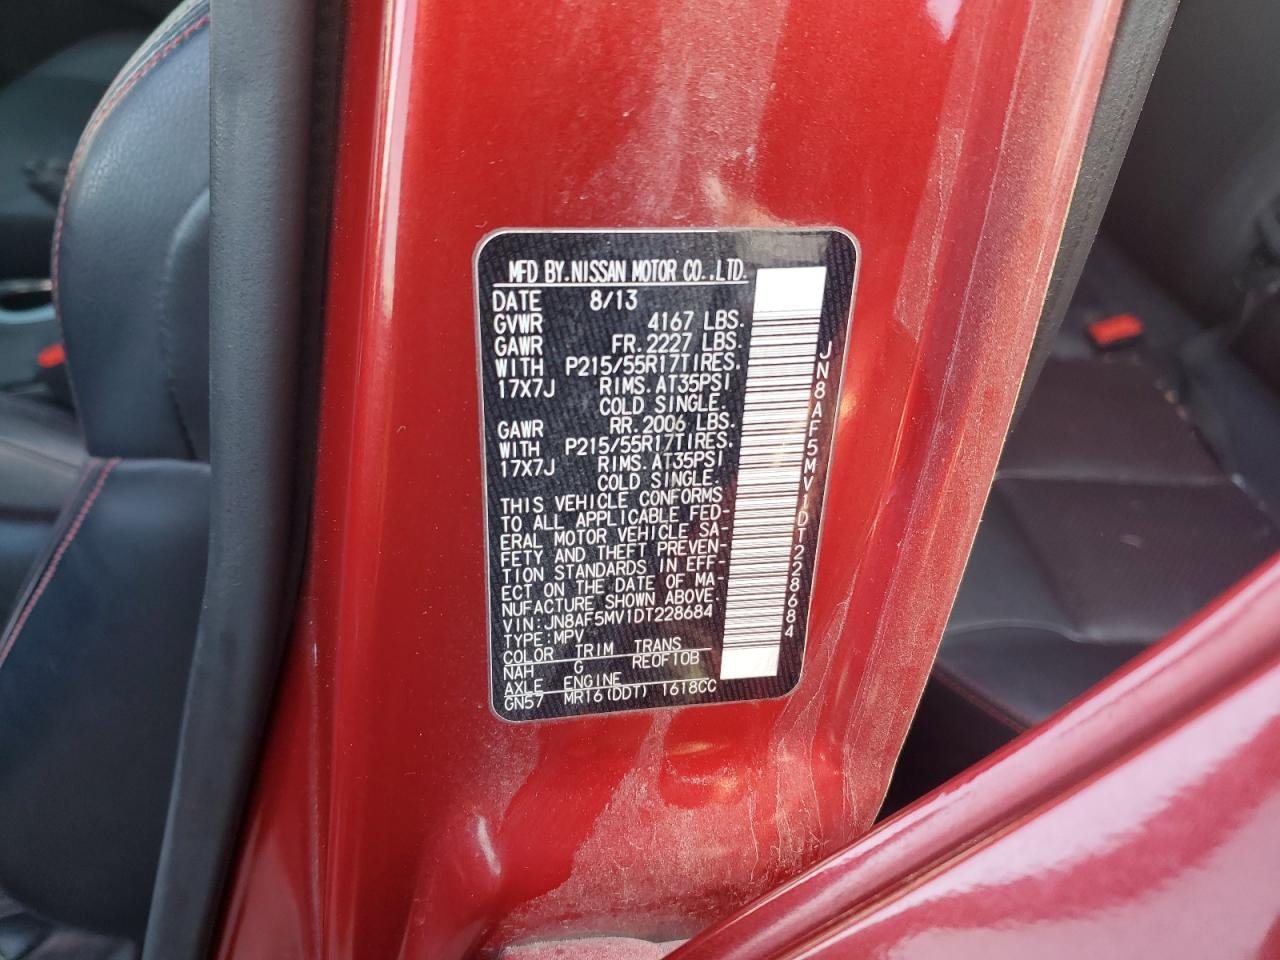 MFD BY.NISSAN MOTOR CO.,LTD.
DATE 8/13
GVWR 4167 LBS.
GAWR FR.2227 LBS.
WITH P215/55R17TIRES.
17X7J RIMS.AT35PSI
COLD SINGLE.
GAWR RR.2006 LBS.
WITH P215/55R17TIRES.
17X7J RIMS.AT35PSI
COLD SINGLE.
THIS VEHICLE CONFORMS
TO ALL APPLICABLE FED-
ERAL MOTOR VEHICLE SA-
FETY AND THEFT PREVEN-
TION STANDARDS IN EFF-
ECT ON THE DATE OF MA-
NUFACTURE SHOWN ABOVE.
VIN:JN8AF5MV1DT228684
TYPE:MPV
COLOR TRIM TRANS
NAH G RE0F10B
AXLE ENGINE
GN57 MR16(DDT) 1618CC
JN8AF5MV1DT228684